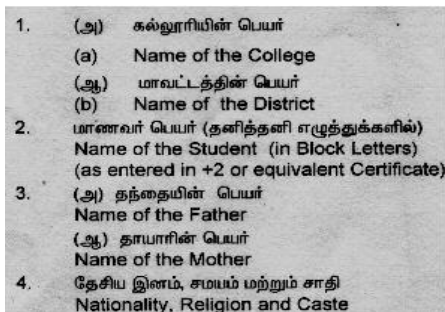 1. (அ) கல்லூரியின் பெயர்
(a) Name of the College
(ஆ) மாவட்டத்தின் பெயர்
(b) Name of the District
2. மாணவர் பெயர் (தனித்தனி எழுத்துக்களில்)
Name of the Student (in Block Letters)
(as entered in +2 or equivalent Certificate)
3. (அ) தந்தையின் பெயர்
Name of the Father
(ஆ) தாயாரின் பெயர்
Name of the Mother
4. தேசிய இனம், சமயம் மற்றும் சாதி
Nationality, Religion and Caste